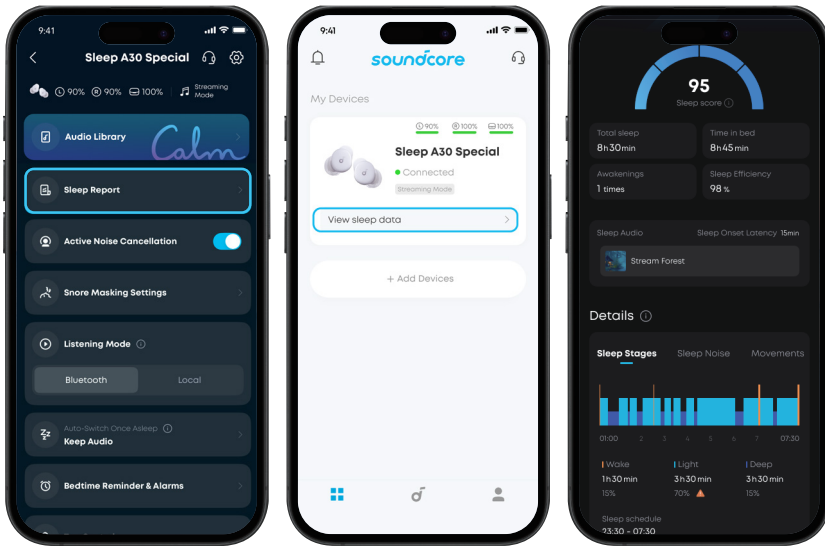 9:41
Sleep A30 Special
L 90% R 90% 100% Streaming Mode
Audio Library Calm
Sleep Report
Active Noise Cancellation
Snore Masking Settings
Listening Mode
Bluetooth Local
Auto-Switch Once Asleep
Keep Audio
Bedtime Reminder & Alarms
9:41
soundcore
My Devices
L 90% R 100% 100%
Sleep A30 Special
Connected
Streaming Mode
View sleep data
+ Add Devices
95
Sleep score
Total sleep
8h30min
Time in bed
8h45min
Awakenings
1 times
Sleep Efficiency
98 %
Sleep Audio Sleep Onset Latency 15min
Stream Forest
Details
Sleep Stages Sleep Noise Movements
01:00 2 3 4 5 6 7 07:30
Wake Light Deep
1h30min 3h30min 3h30min
15% 70% 15%
Sleep schedule
23:30 - 07:30